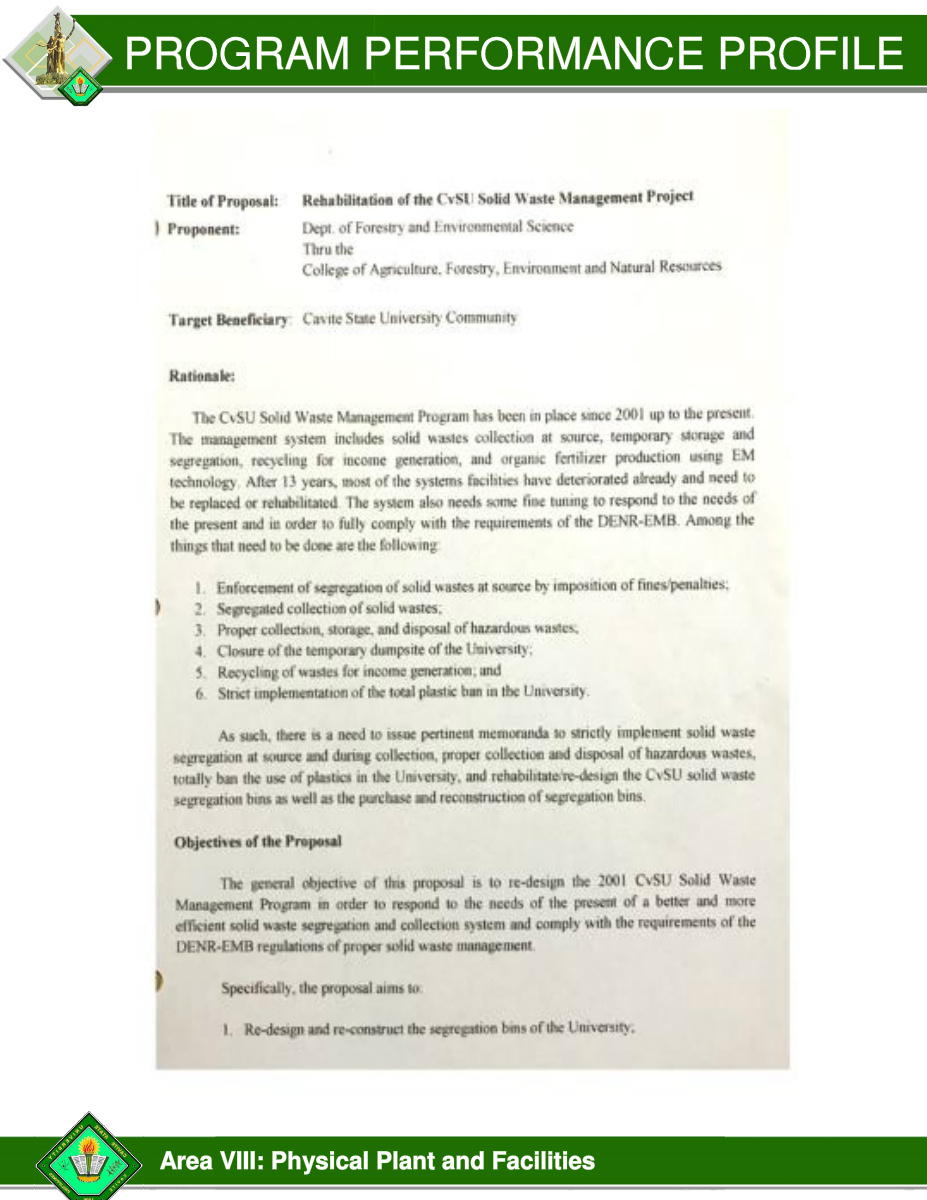 PROGRAM PERFORMANCE PROFILE
Title of Proposal: Rehabilitation of the CvSU Solid Waste Management Project
Proponent: Dept. of Forestry and Environmental Science
Thru the
College of Agriculture, Forestry, Environment and Natural Resources
Target Beneficiary: Cavite State University Community
Rationale:
The CvSU Solid Waste Management Program has been in place since 2001 up to the present.
The management system includes solid wastes collection at source, temporary storage and
segregation, recycling for income generation, and organic fertilizer production using EM
technology. After 13 years, most of the systems facilities have deteriorated already and need to
be replaced or rehabilitated. The system also needs some fine tuning to respond to the needs of
the present and in order to fully comply with the requirements of the DENR-EMB. Among the
things that need to be done are the following:
1. Enforcement of segregation of solid wastes at source by imposition of fines/penalties;
2. Segregated collection of solid wastes;
3. Proper collection, storage, and disposal of hazardous wastes;
4. Closure of the temporary dumpsite of the University;
5. Recycling of wastes for income generation; and
6. Strict implementation of the total plastic ban in the University.
As such, there is a need to issue pertinent memoranda to strictly implement solid waste
segregation at source and during collection, proper collection and disposal of hazardous wastes,
totally ban the use of plastics in the University, and rehabilitate/re-design the CvSU solid waste
segregation bins as well as the purchase and reconstruction of segregation bins.
Objectives of the Proposal
The general objective of this proposal is to re-design the 2001 CvSU Solid Waste
Management Program in order to respond to the needs of the present of a better and more
efficient solid waste segregation and collection system and comply with the requirements of the
DENR-EMB regulations of proper solid waste management.
Specifically, the proposal aims to:
1. Re-design and re-construct the segregation bins of the University;
Area VIII: Physical Plant and Facilities